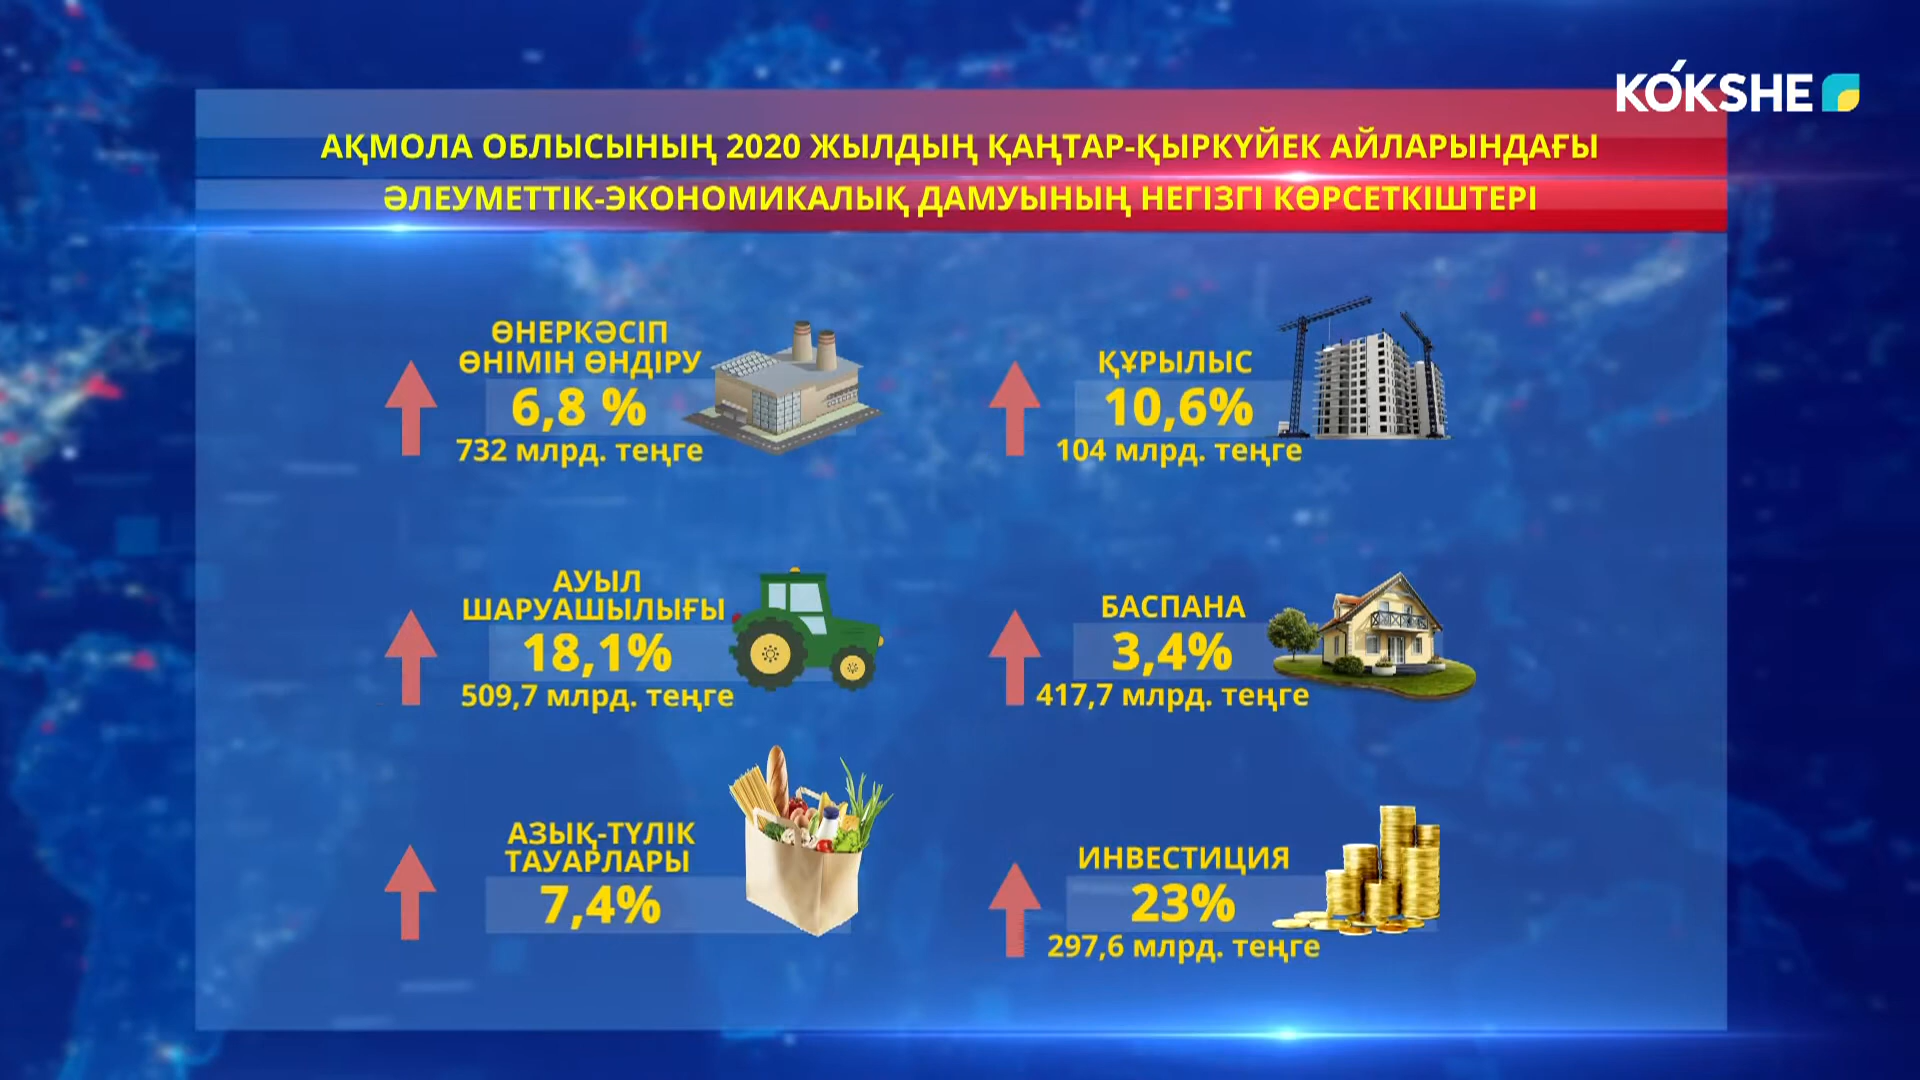 KÓKSHE
АҚМОЛА ОБЛЫСЫНЫҢ 2020 ЖЫЛДЫҢ ҚАҢТАР-ҚЫРКҮЙЕК АЙЛАРЫНДАҒЫ
ӘЛЕУМЕТТІК-ЭКОНОМИКАЛЫҚ ДАМУЫНЫҢ НЕГІЗГІ КӨРСЕТКІШТЕРІ
ӨНЕРКӘСІП
ӨНІМІН ӨНДІРУ
6,8 %
732 млрд. теңге
ҚҰРЫЛЫС
10,6%
104 млрд. теңге
АУЫЛ
ШАРУАШЫЛЫҒЫ
18,1%
509,7 млрд. теңге
БАСПАНА
3,4%
417,7 млрд. теңге
АЗЫҚ-ТҮЛІК
ТАУАРЛАРЫ
7,4%
ИНВЕСТИЦИЯ
23%
297,6 млрд. теңге